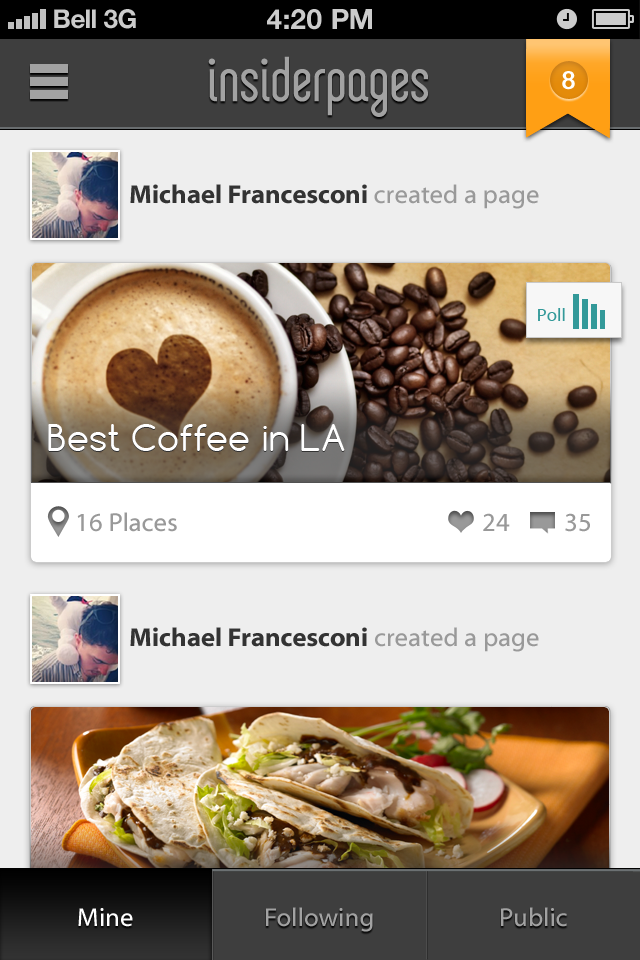 Bell 3G 4:20 PM
insiderpages 8
Michael Francesconi created a page
Poll
Best Coffee in LA
16 Places 24 35
Michael Francesconi created a page
Mine Following Public